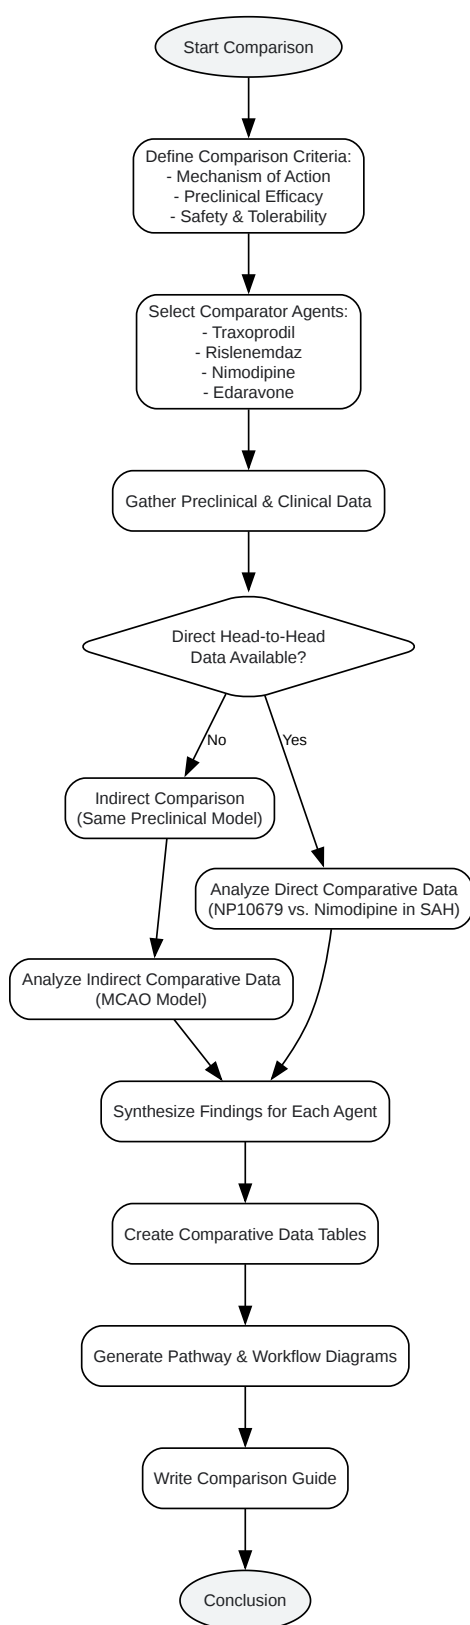 Start Comparison
Define Comparison Criteria:
- Mechanism of Action
- Preclinical Efficacy
- Safety & Tolerability
Select Comparator Agents:
- Traxoprodil
- Rislenemdaz
- Nimodipine
- Edaravone
Gather Preclinical & Clinical Data
Direct Head-to-Head
Data Available?
No
Yes
Indirect Comparison
(Same Preclinical Model)
Analyze Direct Comparative Data
(NP10679 vs. Nimodipine in SAH)
Analyze Indirect Comparative Data
(MCAO Model)
Synthesize Findings for Each Agent
Create Comparative Data Tables
Generate Pathway & Workflow Diagrams
Write Comparison Guide
Conclusion